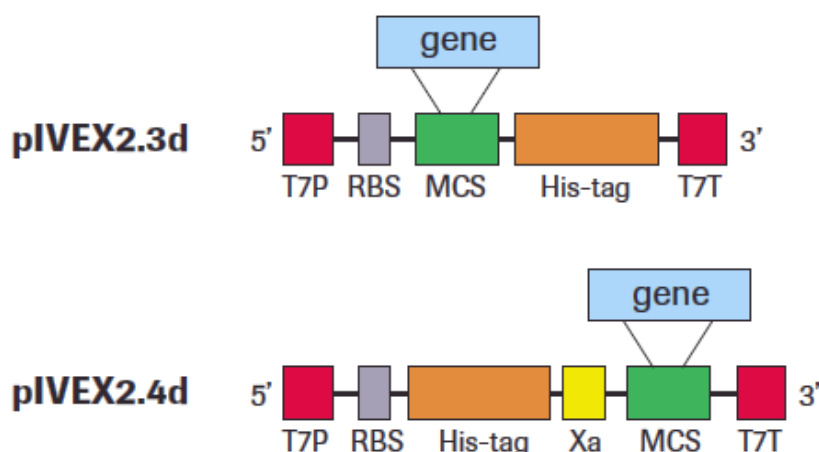 gene
pIVEX2.3d 5' 3'
T7P RBS MCS His-tag T7T
gene
pIVEX2.4d 5' 3'
T7P RBS His-tag Xa MCS T7T